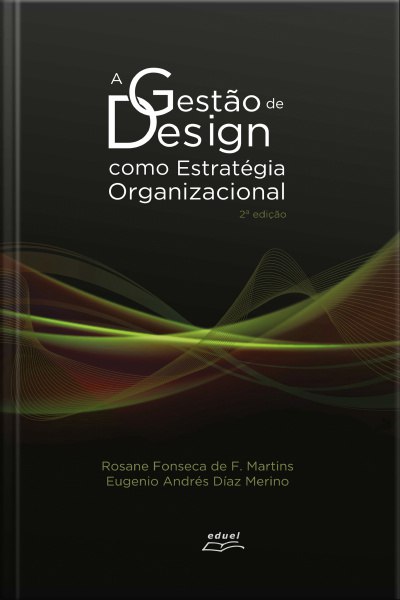 A Gestão de
Design
como Estratégia
Organizacional
2ª edição
Rosane Fonseca de F. Martins
Eugenio Andrés Díaz Merino
eduel